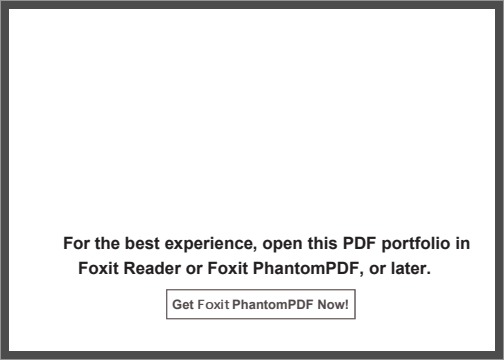 For the best experience, open this PDF portfolio in
Foxit Reader or Foxit PhantomPDF, or later.
Get Foxit PhantomPDF Now!